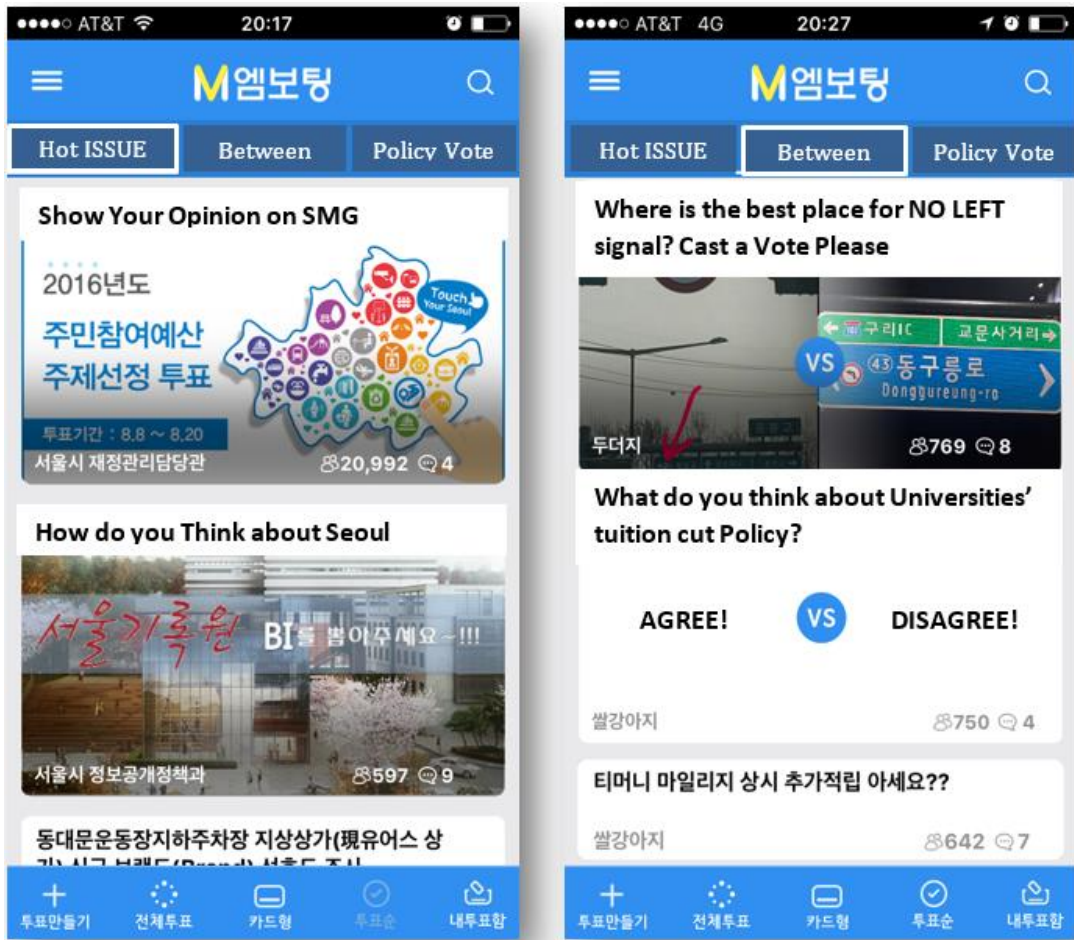 AT&T 20:17
M엠보팅
Hot ISSUE Between Policy Vote
Show Your Opinion on SMG
2016년도
주민참여예산
주제선정 투표
Touch
Your Seoul
투표기간 : 8.8 ~ 8.20
서울시 재정관리담당관 20,992 4
How do you Think about Seoul
서울기록원 BI를 뽑아주세요~!!!
서울시 정보공개정책과 597 9
동대문운동장지하주차장 지상상가(現유어스 상
가) 신규 브랜드(Brand) 선호도 조사
투표만들기 전체투표 카드형 투표순 내투표함
AT&T 4G 20:27
M엠보팅
Hot ISSUE Between Policy Vote
Where is the best place for NO LEFT
signal? Cast a Vote Please
구리IC 교문사거리
VS 43 동구릉로
Donggureung-ro
두더지 769 8
What do you think about Universities’
tuition cut Policy?
AGREE! VS DISAGREE!
쌀강아지 750 4
티머니 마일리지 상시 추가적립 아세요??
쌀강아지 642 7
투표만들기 전체투표 카드형 투표순 내투표함